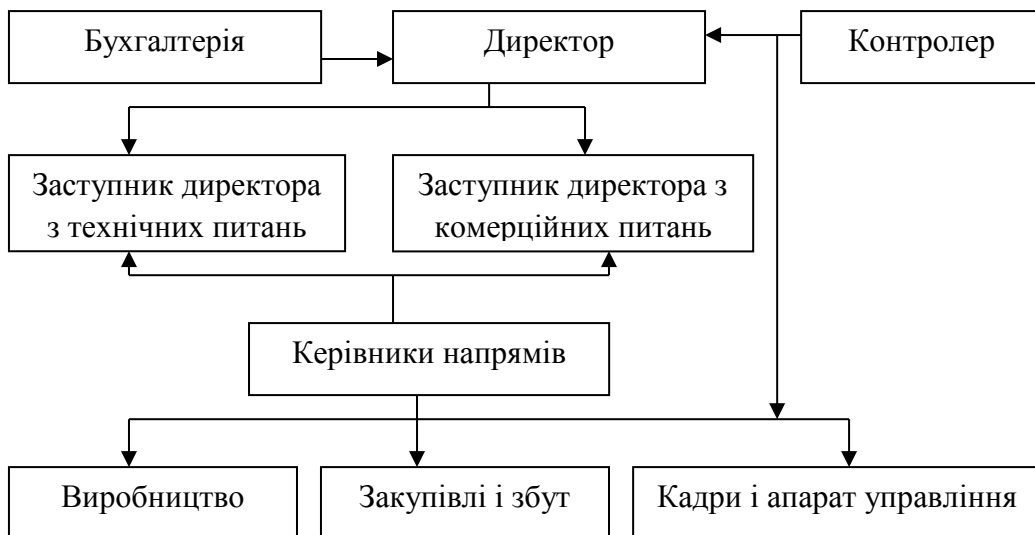 Бухгалтерія
Директор
Контролер
Заступник директора
з технічних питань
Заступник директора з
комерційних питань
Керівники напрямів
Виробництво
Закупівлі і збут
Кадри і апарат управління